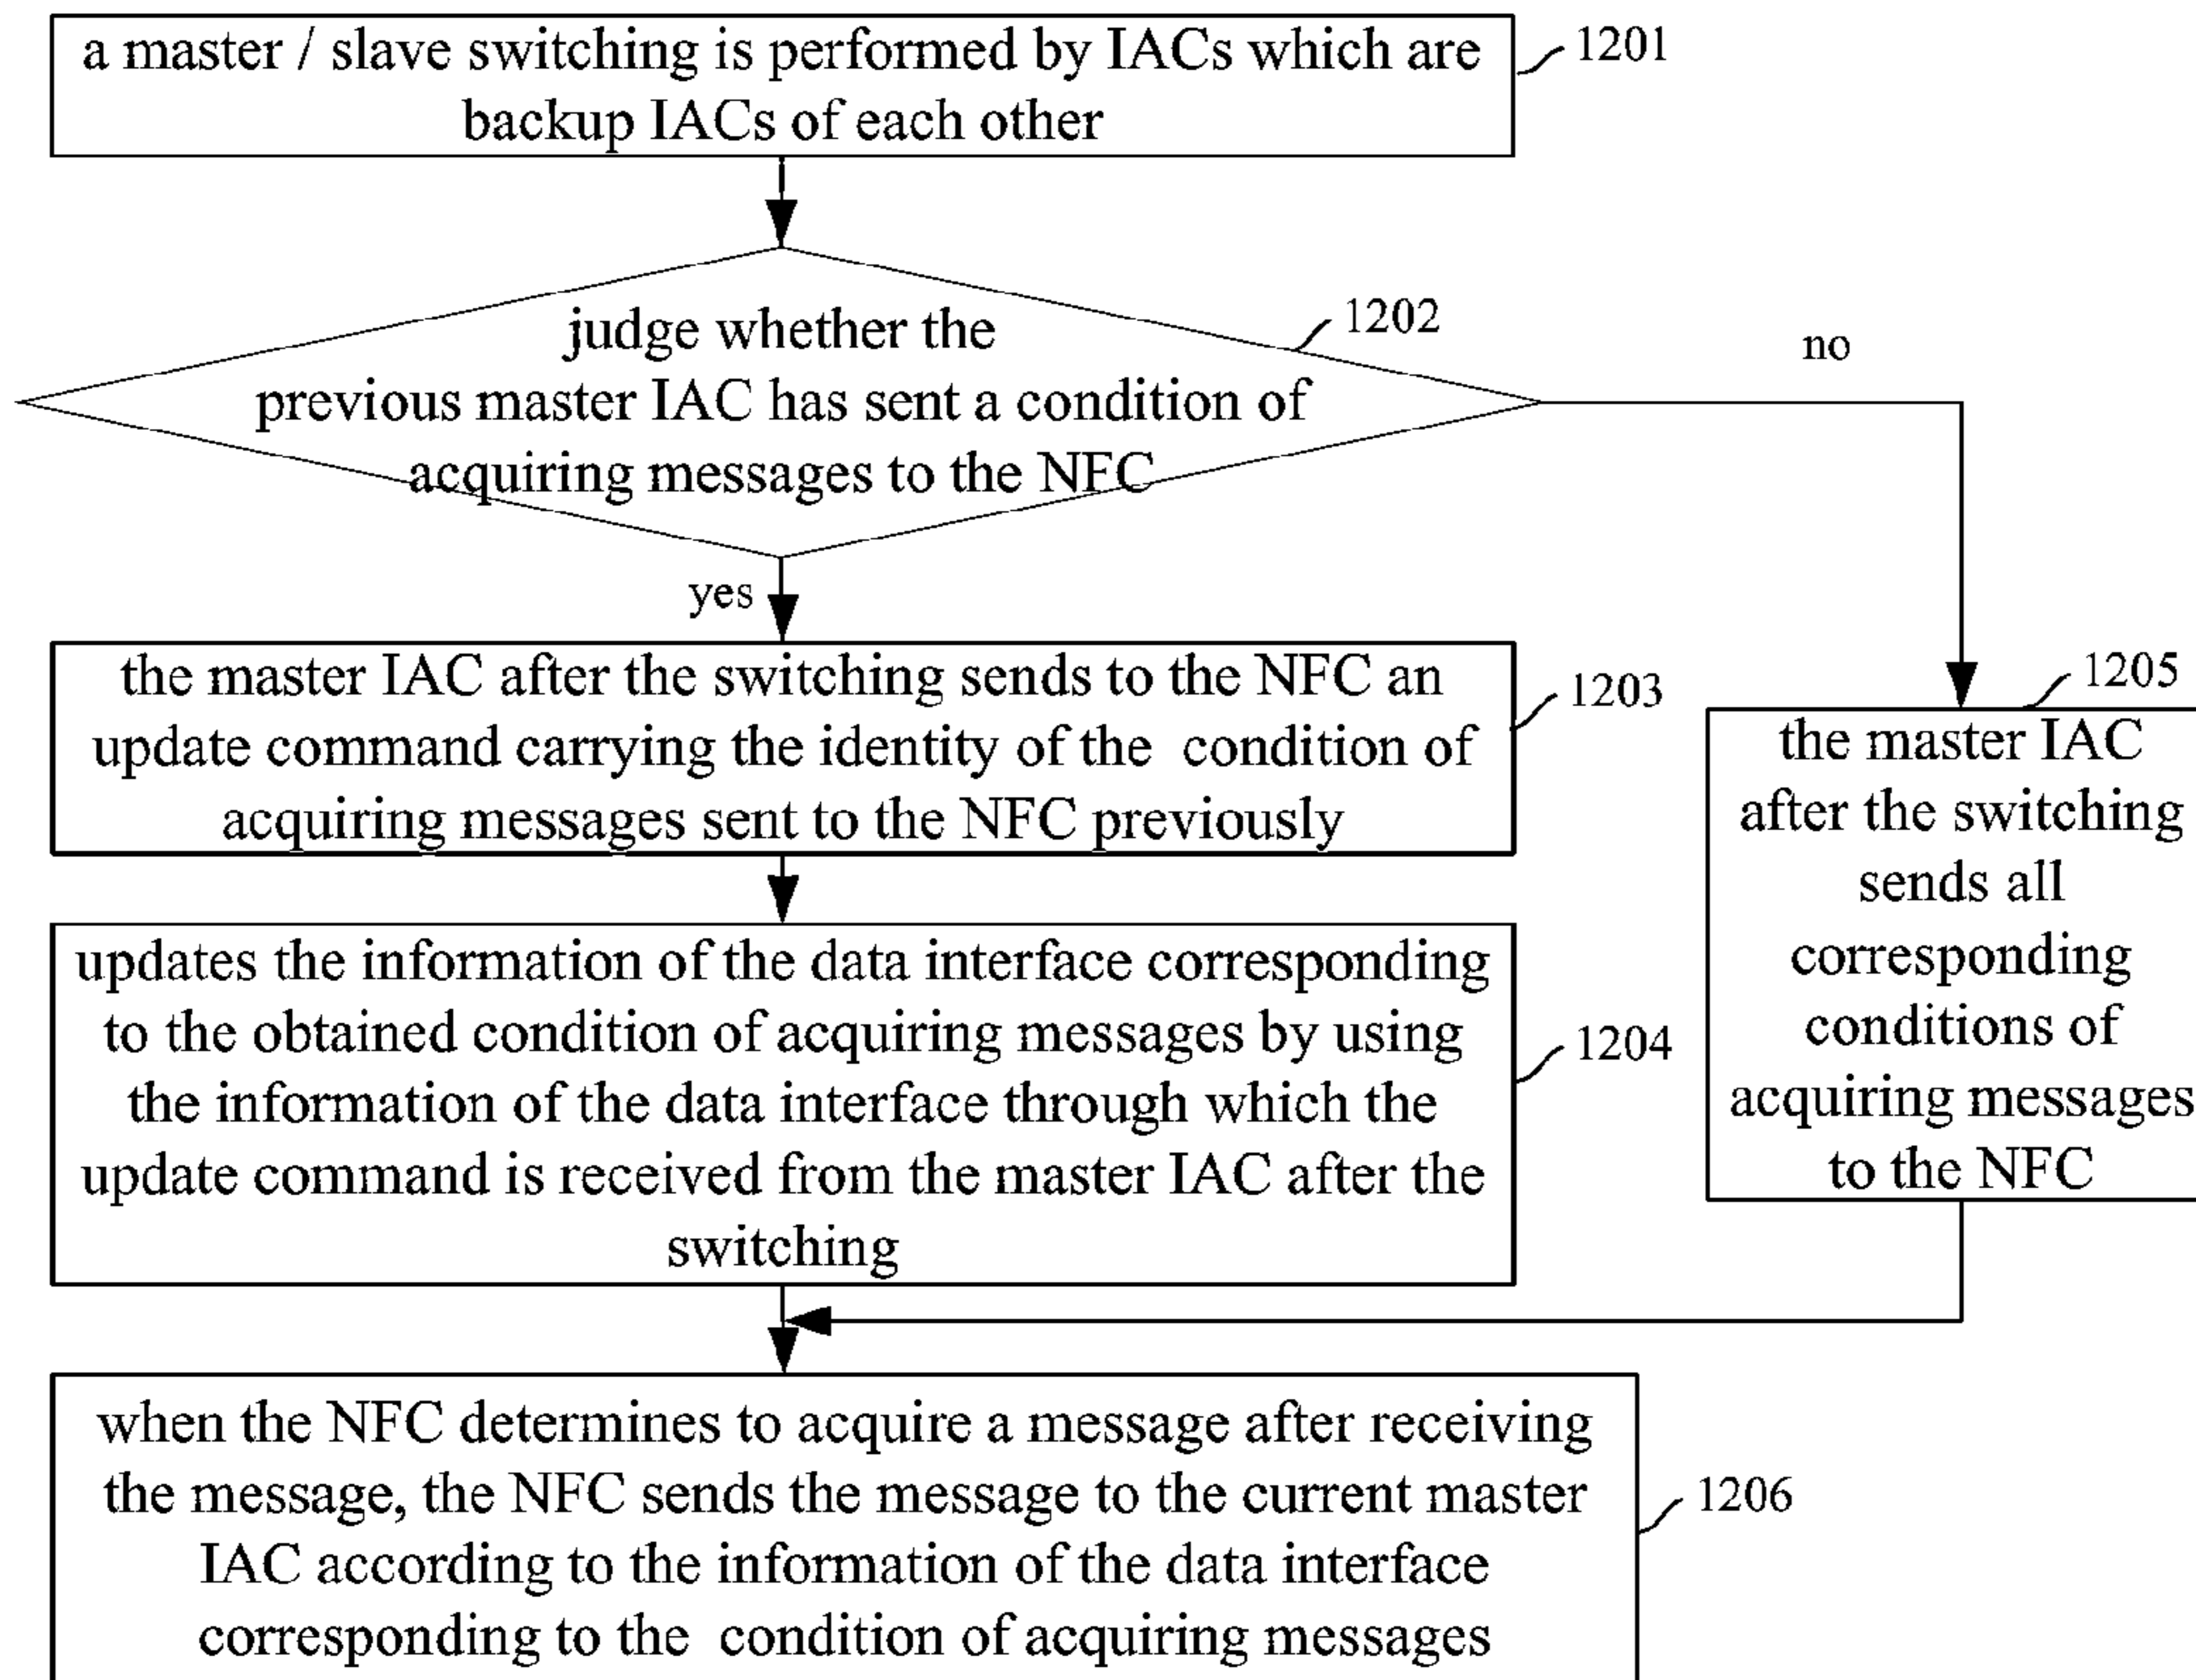 a master / slave switching is performed by IACs which are
backup IACs of each other
1201
judge whether the
previous master IAC has sent a condition of
acquiring messages to the NFC
1202
no
yes
the master IAC after the switching sends to the NFC an
update command carrying the identity of the condition of
acquiring messages sent to the NFC previously
1203
1205
the master IAC
after the switching
sends all
corresponding
conditions of
acquiring messages
to the NFC
updates the information of the data interface corresponding
to the obtained condition of acquiring messages by using
the information of the data interface through which the
update command is received from the master IAC after the
switching
1204
when the NFC determines to acquire a message after receiving
the message, the NFC sends the message to the current master
IAC according to the information of the data interface
corresponding to the condition of acquiring messages
1206